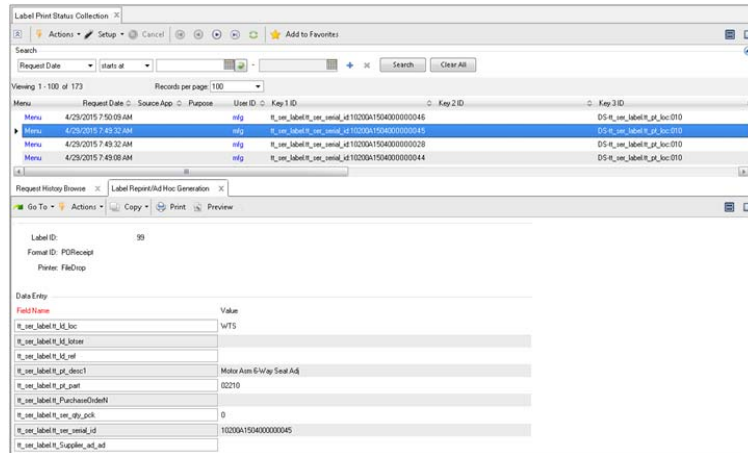 Label Print Status Collection
Actions Setup Cancel Add to Favorites
Search
Request Date starts at - Search Clear All
Viewing 1 - 100 of 173 Records per page: 100
Menu Request Date Source App Purpose User ID Key 1 ID Key 2 ID Key 3 ID
Menu 4/29/2015 7:50:09 AM mfg tt_ser_label.tt_ser_serial_id:10200A1504000000046 DS-tt_ser_label.tt_pt_loc:010
Menu 4/29/2015 7:49:32 AM mfg tt_ser_label.tt_ser_serial_id:10200A1504000000045 DS-tt_ser_label.tt_pt_loc:010
Menu 4/29/2015 7:49:32 AM mfg tt_ser_label.tt_ser_serial_id:10200A1504000000028 DS-tt_ser_label.tt_pt_loc:010
Menu 4/29/2015 7:49:08 AM mfg tt_ser_label.tt_ser_serial_id:10200A1504000000044 DS-tt_ser_label.tt_pt_loc:010
Request History Browse Label Reprint/Ad Hoc Generation
Go To Actions Copy Print Preview
Label ID: 99
Format ID: POReceipt
Printer: FileDrop
Data Entry
Field Name Value
tt_ser_label.tt_ld_loc WTS
tt_ser_label.tt_ld_lotser
tt_ser_label.tt_ld_ref
tt_ser_label.tt_pt_desc1 Motor Asm 6-Way Seat Adj
tt_ser_label.tt_pt_part 02210
tt_ser_label.tt_PurchaseOrderN
tt_ser_label.tt_ser_qty_pck 0
tt_ser_label.tt_ser_serial_id 10200A1504000000045
tt_ser_label.tt_Supplier_ad_ad